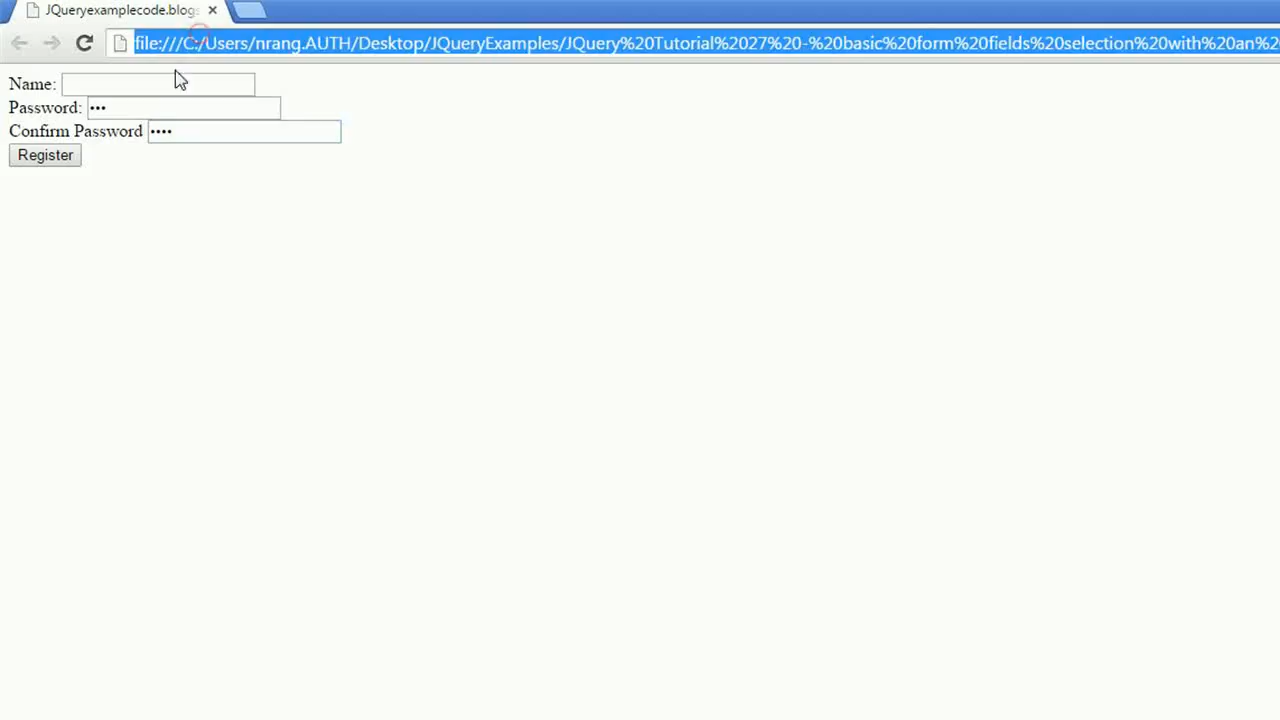 JQueryexamplecode.blogs
file:///C:/Users/nrang.AUTH/Desktop/JQueryExamples/JQuery%20Tutorial%2027%20-%20basic%20form%20fields%20selection%20with%20an%2
Name:
Password: •••
Confirm Password ••••
Register